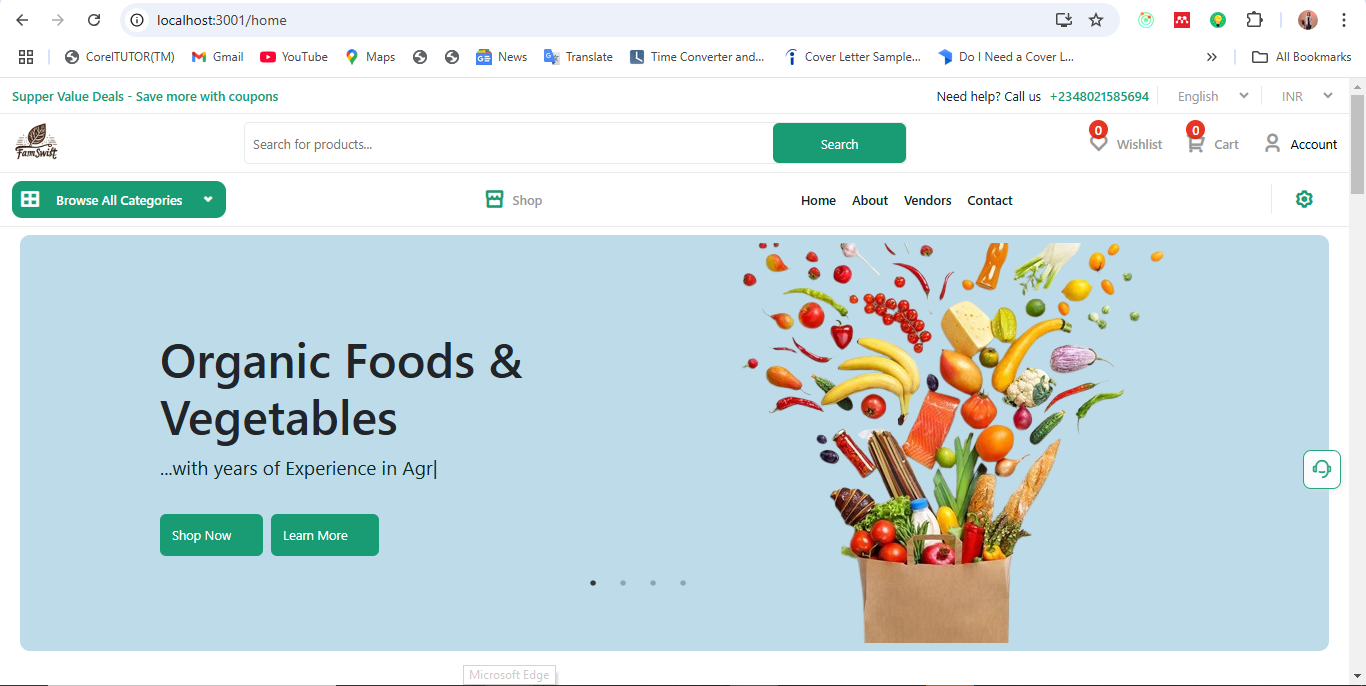 localhost:3001/home
CorelTUTOR(TM) Gmail YouTube Maps News Translate Time Converter and... Cover Letter Sample... Do I Need a Cover L... All Bookmarks
Supper Value Deals - Save more with coupons
Need help? Call us +2348021585694 English INR
FamSwift
Search for products...
Search
0 Wishlist
0 Cart
Account
Browse All Categories
Shop
Home About Vendors Contact
Organic Foods &
Vegetables
...with years of Experience in Agr|
Shop Now Learn More
Microsoft Edge